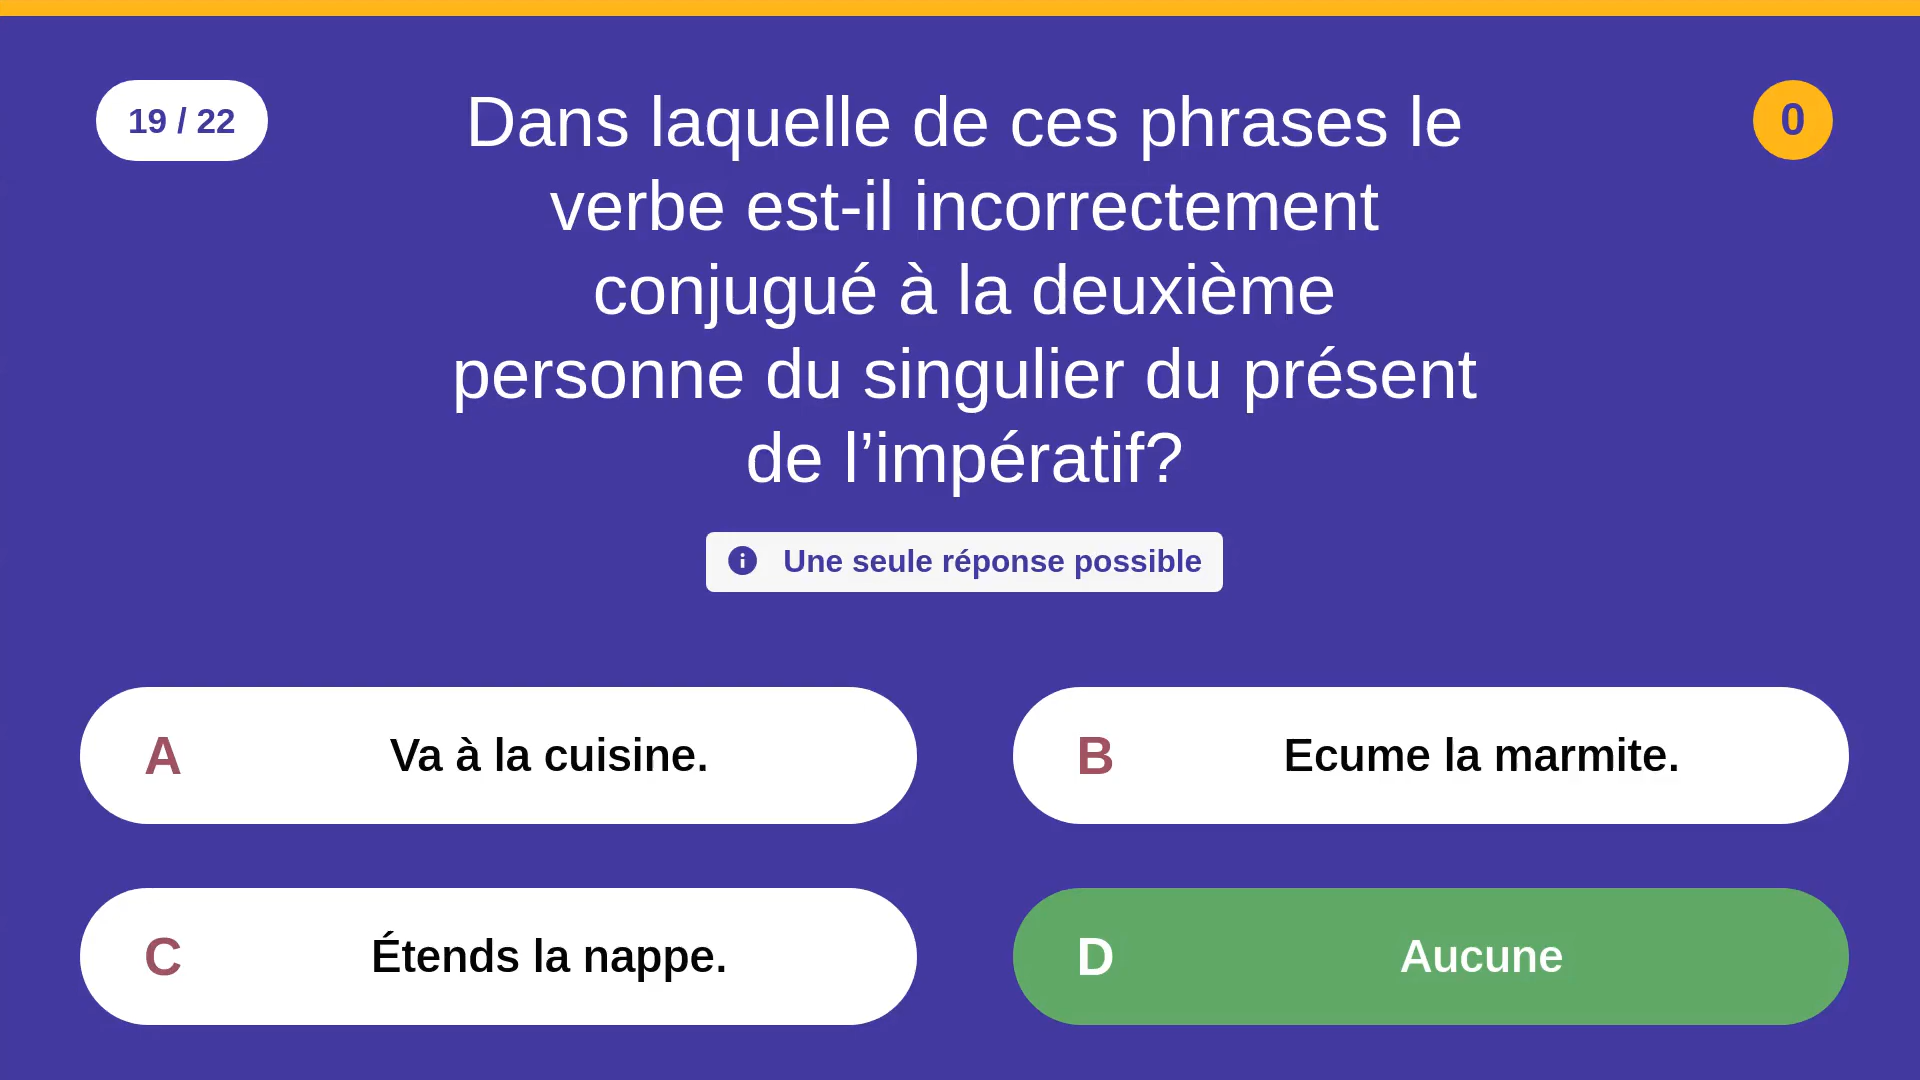 19 / 22
Dans laquelle de ces phrases le
verbe est-il incorrectement
conjugué à la deuxième
personne du singulier du présent
de l’impératif?
0
Une seule réponse possible
A Va à la cuisine.
B Ecume la marmite.
C Étends la nappe.
D Aucune